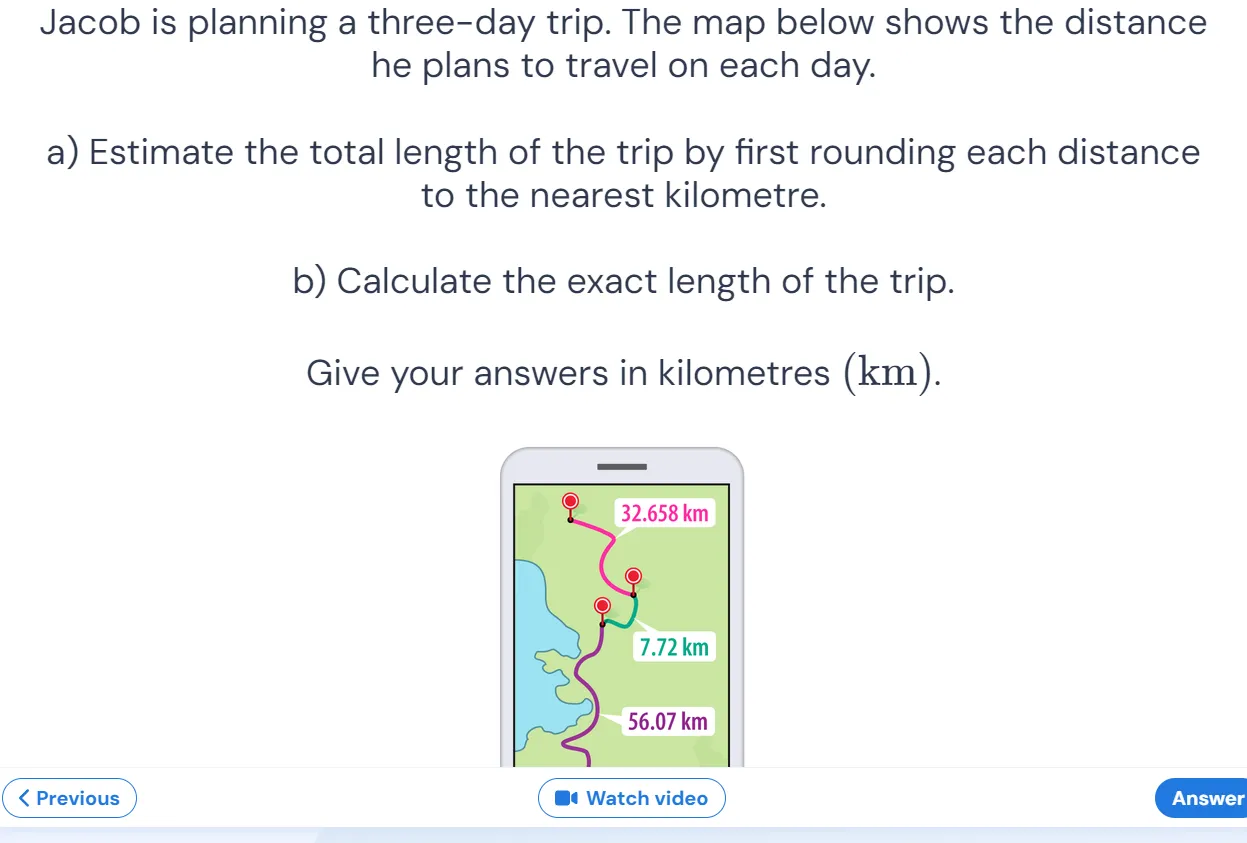 Jacob is planning a three-day trip. The map below shows the distance
he plans to travel on each day.
a) Estimate the total length of the trip by first rounding each distance
to the nearest kilometre.
b) Calculate the exact length of the trip.
Give your answers in kilometres (km).
32.658 km
7.72 km
56.07 km
Previous
Watch video
Answer